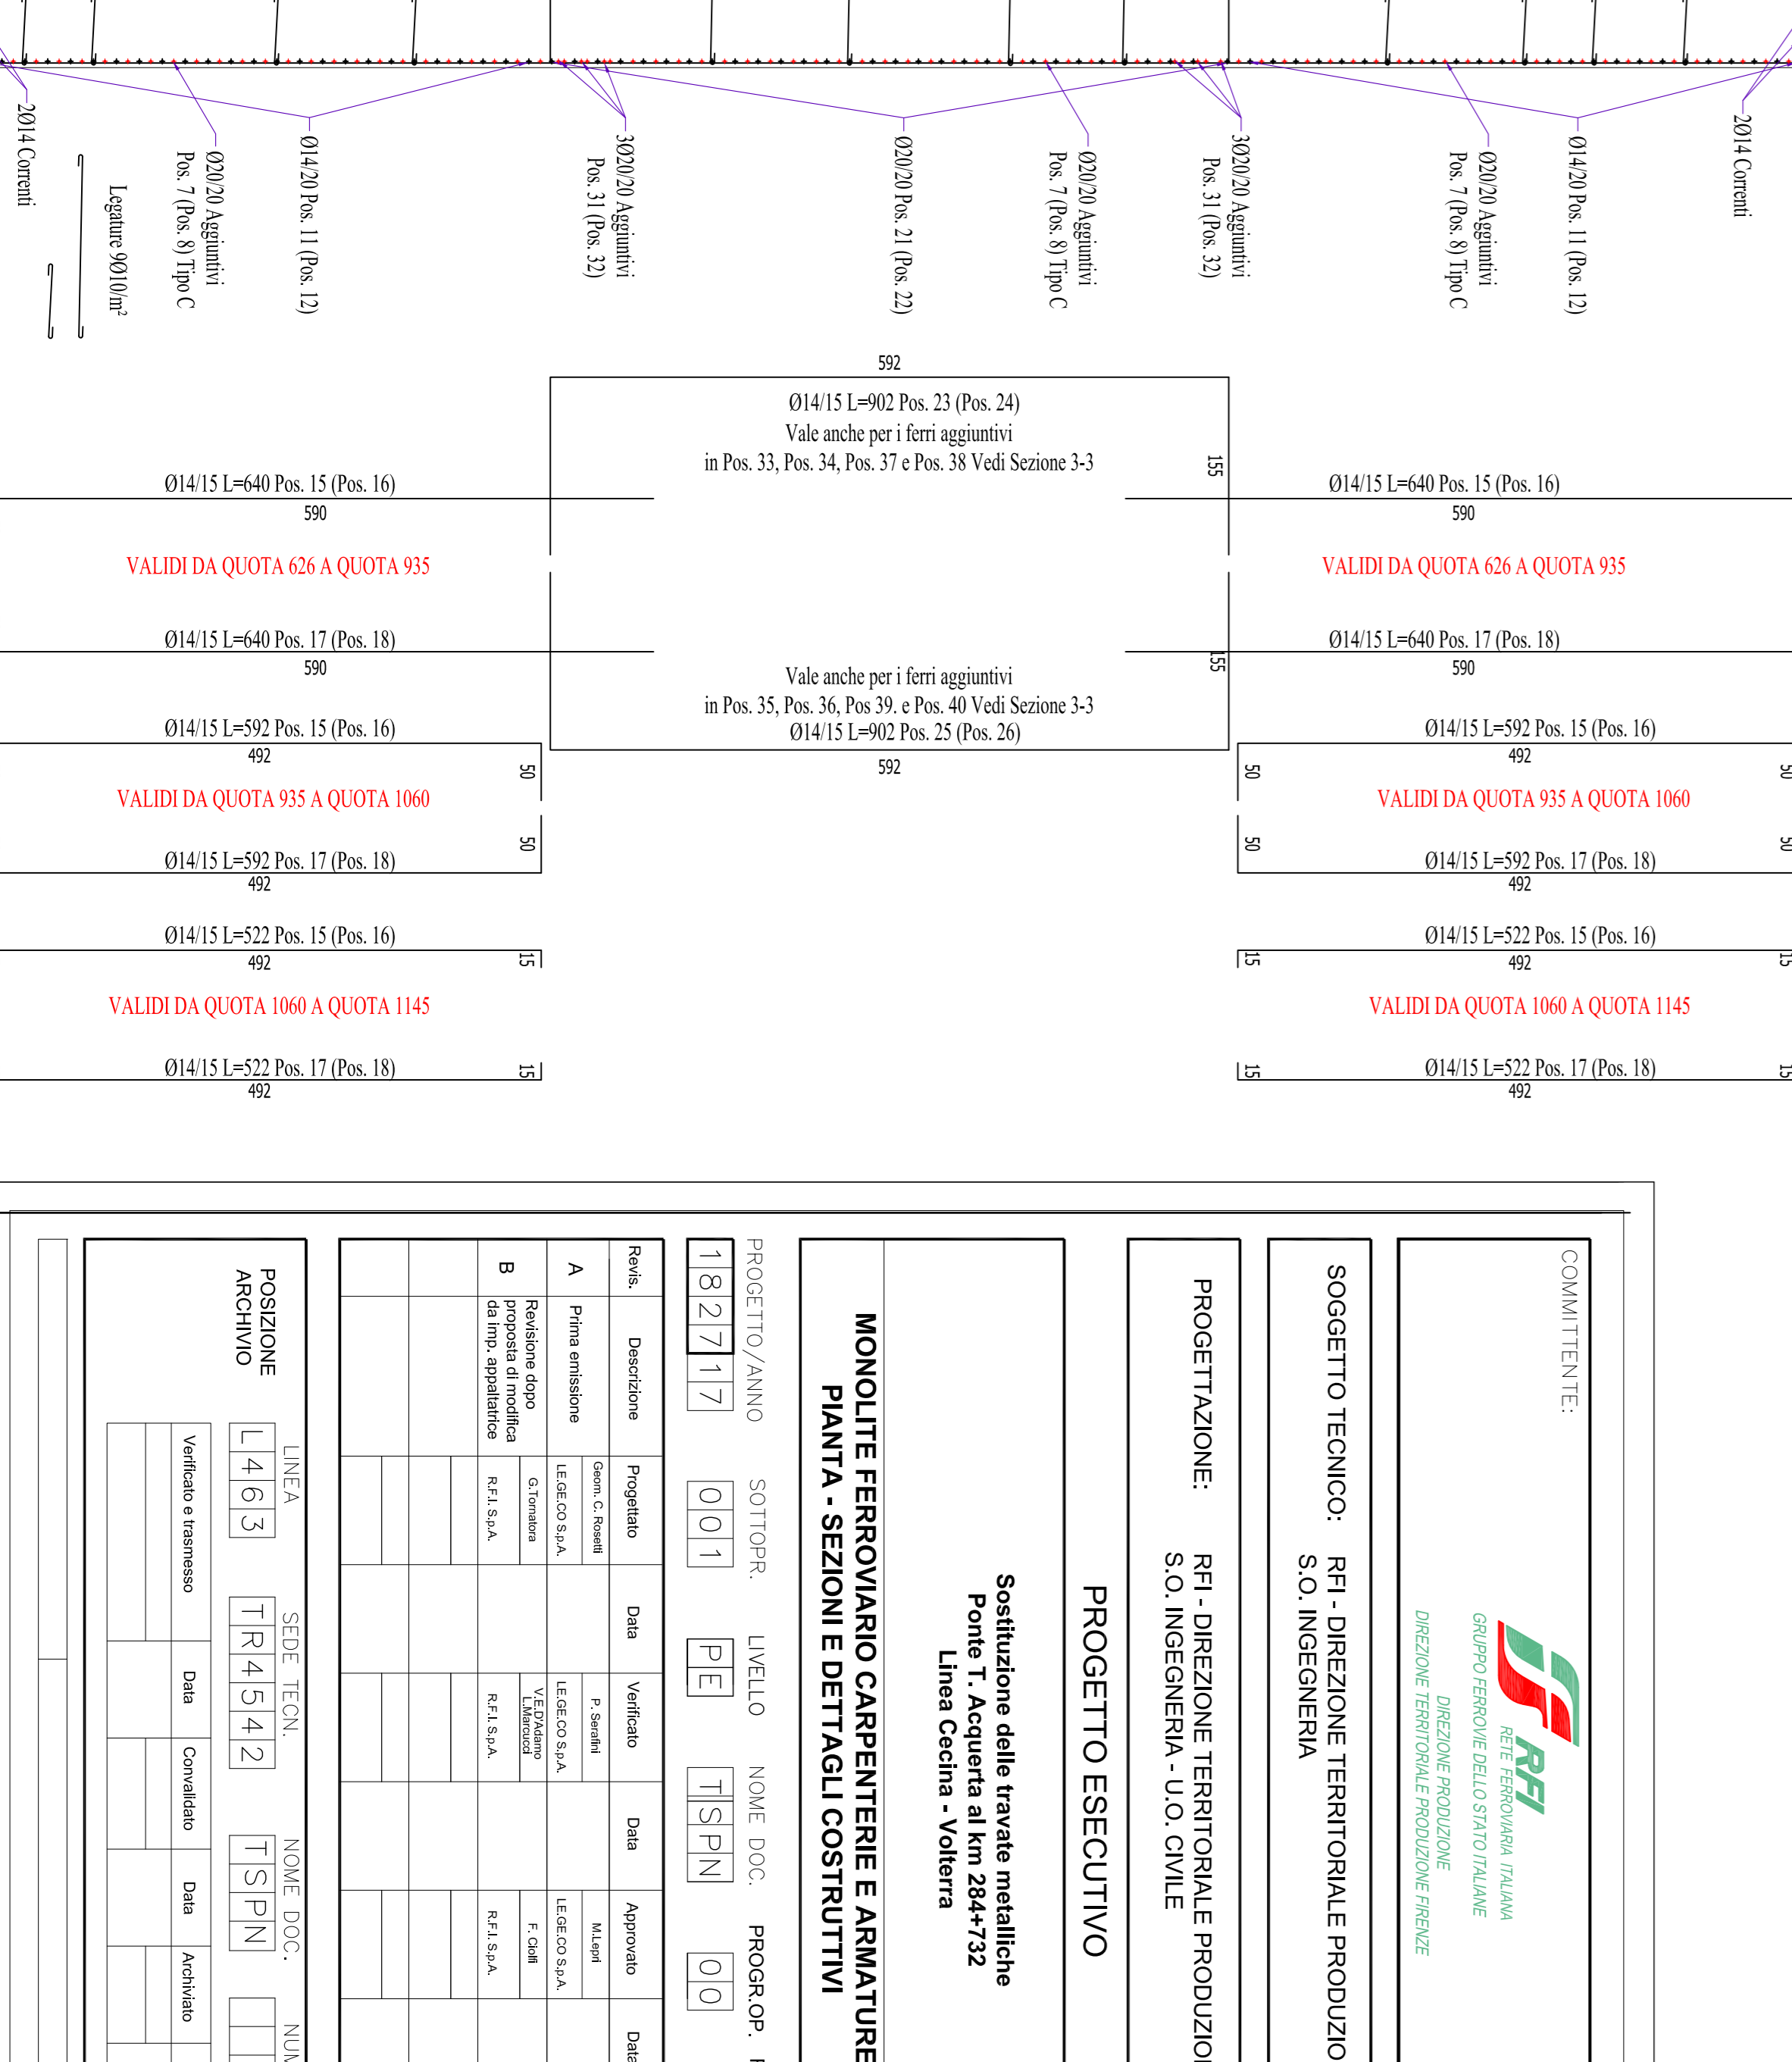 2Ø14 Correnti
Legature 9Ø10/m²
Ø20/20 Aggiuntivi
Pos. 7 (Pos. 8) Tipo C
Ø14/20 Pos. 11 (Pos. 12)
3Ø20/20 Aggiuntivi
Pos. 31 (Pos. 32)
Ø20/20 Pos. 21 (Pos. 22)
Ø20/20 Aggiuntivi
Pos. 7 (Pos. 8) Tipo C
3Ø20/20 Aggiuntivi
Pos. 31 (Pos. 32)
Ø20/20 Aggiuntivi
Pos. 7 (Pos. 8) Tipo C
Ø14/20 Pos. 11 (Pos. 12)
2Ø14 Correnti
592
Ø14/15 L=902 Pos. 23 (Pos. 24)
Vale anche per i ferri aggiuntivi
in Pos. 33, Pos. 34, Pos. 37 e Pos. 38 Vedi Sezione 3-3
155
Ø14/15 L=640 Pos. 15 (Pos. 16)
590
Ø14/15 L=640 Pos. 15 (Pos. 16)
590
VALIDI DA QUOTA 626 A QUOTA 935
VALIDI DA QUOTA 626 A QUOTA 935
Ø14/15 L=640 Pos. 17 (Pos. 18)
590
Ø14/15 L=640 Pos. 17 (Pos. 18)
590
155
Vale anche per i ferri aggiuntivi
in Pos. 35, Pos. 36, Pos 39. e Pos. 40 Vedi Sezione 3-3
Ø14/15 L=902 Pos. 25 (Pos. 26)
592
Ø14/15 L=592 Pos. 15 (Pos. 16)
492
50
Ø14/15 L=592 Pos. 15 (Pos. 16)
492
50
50
VALIDI DA QUOTA 935 A QUOTA 1060
VALIDI DA QUOTA 935 A QUOTA 1060
50
Ø14/15 L=592 Pos. 17 (Pos. 18)
492
50
50
Ø14/15 L=592 Pos. 17 (Pos. 18)
492
Ø14/15 L=522 Pos. 15 (Pos. 16)
492
15
Ø14/15 L=522 Pos. 15 (Pos. 16)
492
15
15
VALIDI DA QUOTA 1060 A QUOTA 1145
VALIDI DA QUOTA 1060 A QUOTA 1145
Ø14/15 L=522 Pos. 17 (Pos. 18)
492
15
Ø14/15 L=522 Pos. 17 (Pos. 18)
492
15
15
COMMITTENTE:
RFI
RETE FERROVIARIA ITALIANA
GRUPPO FERROVIE DELLO STATO ITALIANE
DIREZIONE PRODUZIONE
DIREZIONE TERRITORIALE PRODUZIONE FIRENZE
SOGGETTO TECNICO: RFI - DIREZIONE TERRITORIALE PRODUZIO
S.O. INGEGNERIA
PROGETTAZIONE: RFI - DIREZIONE TERRITORIALE PRODUZIO
S.O. INGEGNERIA - U.O. CIVILE
PROGETTO ESECUTIVO
Sostituzione delle travate metalliche
Ponte T. Acquerta al km 284+732
Linea Cecina - Volterra
MONOLITE FERROVIARIO CARPENTERIE E ARMATURE
PIANTA - SEZIONI E DETTAGLI COSTRUTTIVI
PROGETTO/ANNO SOTTOPR. LIVELLO NOME DOC. PROGR.OP.
1 8 2 7 1 7 0 0 1 P E T S P N 0 0
Revis. Descrizione Progettato Data Verificato Data Approvato Data
A Prima emissione Geom. C. Rosetti LE.GE.CO S.p.A. P. Serafini LE.GE.CO S.p.A. M.Lepri LE.GE.CO S.p.A.
B Revisione dopo proposta di modifica da imp. appaltatrice G.Tornatora R.F.I. S.p.A. V.E.D'Adamo L.Marcucci R.F.I. S.p.A. F. Ciolfi R.F.I. S.p.A.
POSIZIONE
ARCHIVIO
LINEA SEDE TECN. NOME DOC. NUM
L 4 6 3 T R 4 5 4 2 T S P N
Verificato e trasmesso Data Convalidato Data Archiviato